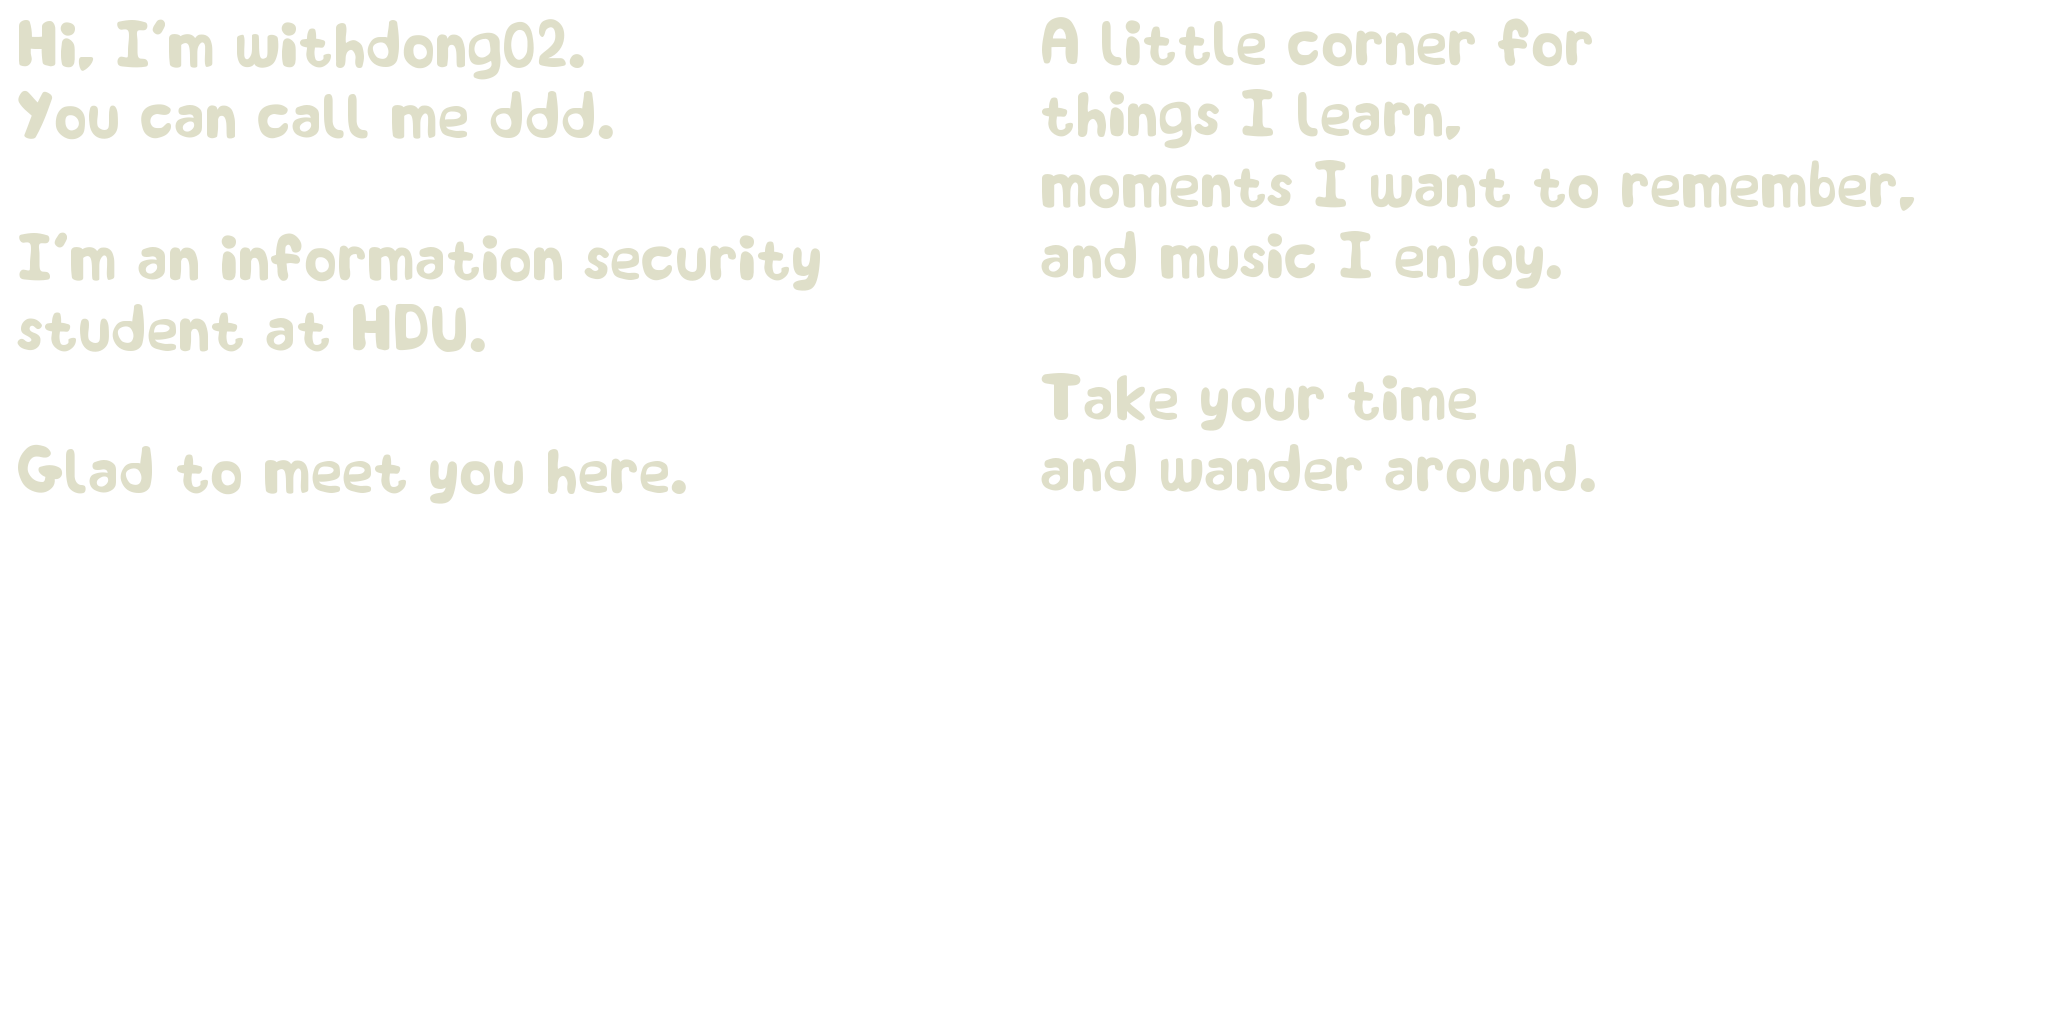 Hi, I'm withdong02.
You can call me ddd.
I'm an information security
student at HDU.
Glad to meet you here.
A little corner for
things I learn,
moments I want to remember,
and music I enjoy.
Take your time
and wander around.